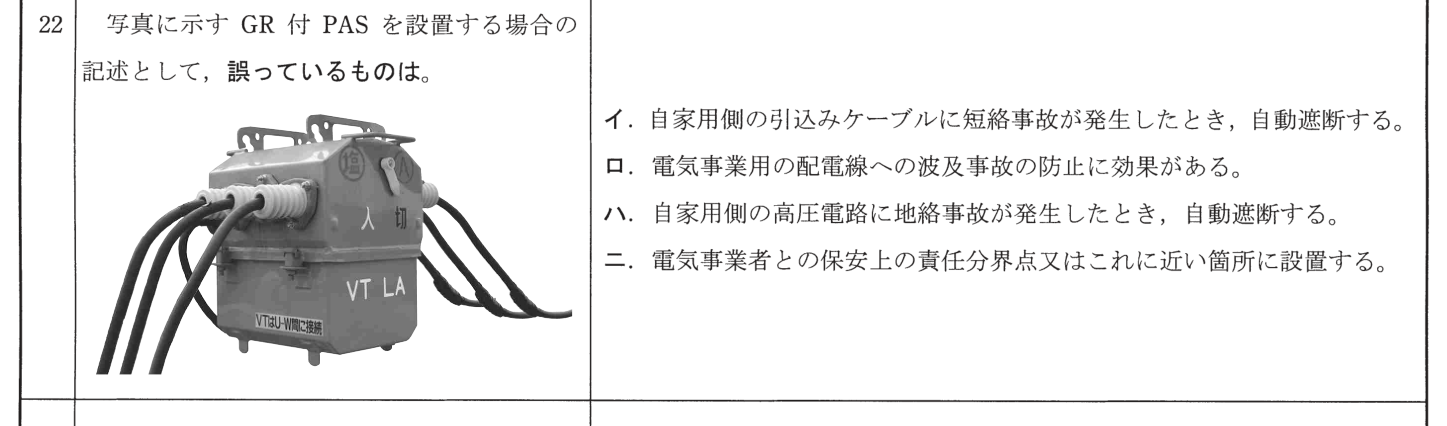 22
写真に示す GR 付 PAS を設置する場合の
記述として，誤っているものは。
塩
入
入 切
VT LA
VTはU-W間に接続
イ．自家用側の引込みケーブルに短絡事故が発生したとき，自動遮断する。
ロ．電気事業用の配電線への波及事故の防止に効果がある。
ハ．自家用側の高圧電路に地絡事故が発生したとき，自動遮断する。
ニ．電気事業者との保安上の責任分界点又はこれに近い箇所に設置する。